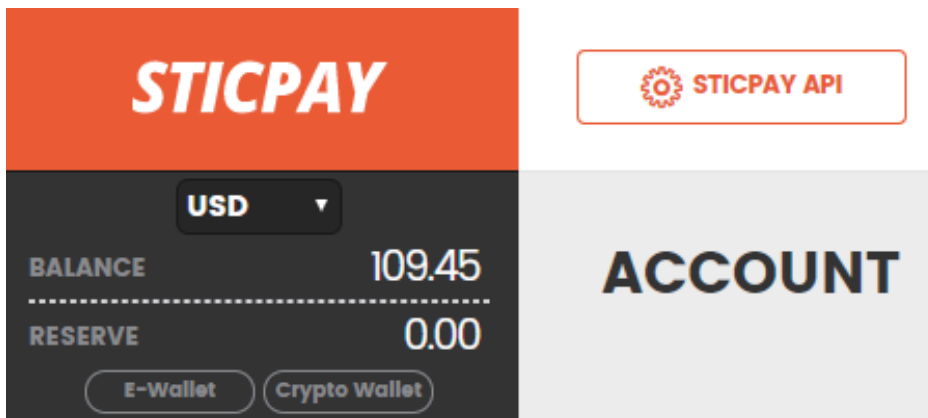 STICPAY
STICPAY API
USD
BALANCE 109.45
ACCOUNT
RESERVE 0.00
E-Wallet Crypto Wallet